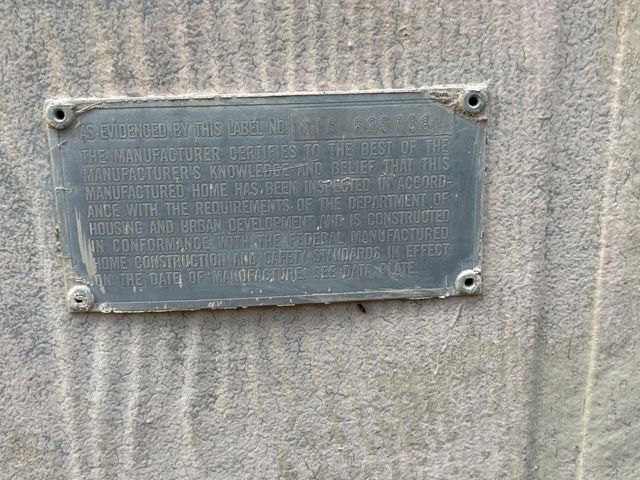 AS EVIDENCED BY THIS LABEL NO. NTA 625738
THE MANUFACTURER CERTIFIES TO THE BEST OF THE
MANUFACTURER'S KNOWLEDGE AND BELIEF THAT THIS
MANUFACTURED HOME HAS BEEN INSPECTED IN ACCORD-
ANCE WITH THE REQUIREMENTS OF THE DEPARTMENT OF
HOUSING AND URBAN DEVELOPMENT AND IS CONSTRUCTED
IN CONFORMANCE WITH THE FEDERAL MANUFACTURED
HOME CONSTRUCTION AND SAFETY STANDARDS IN EFFECT
ON THE DATE OF MANUFACTURE. SEE DATA PLATE.